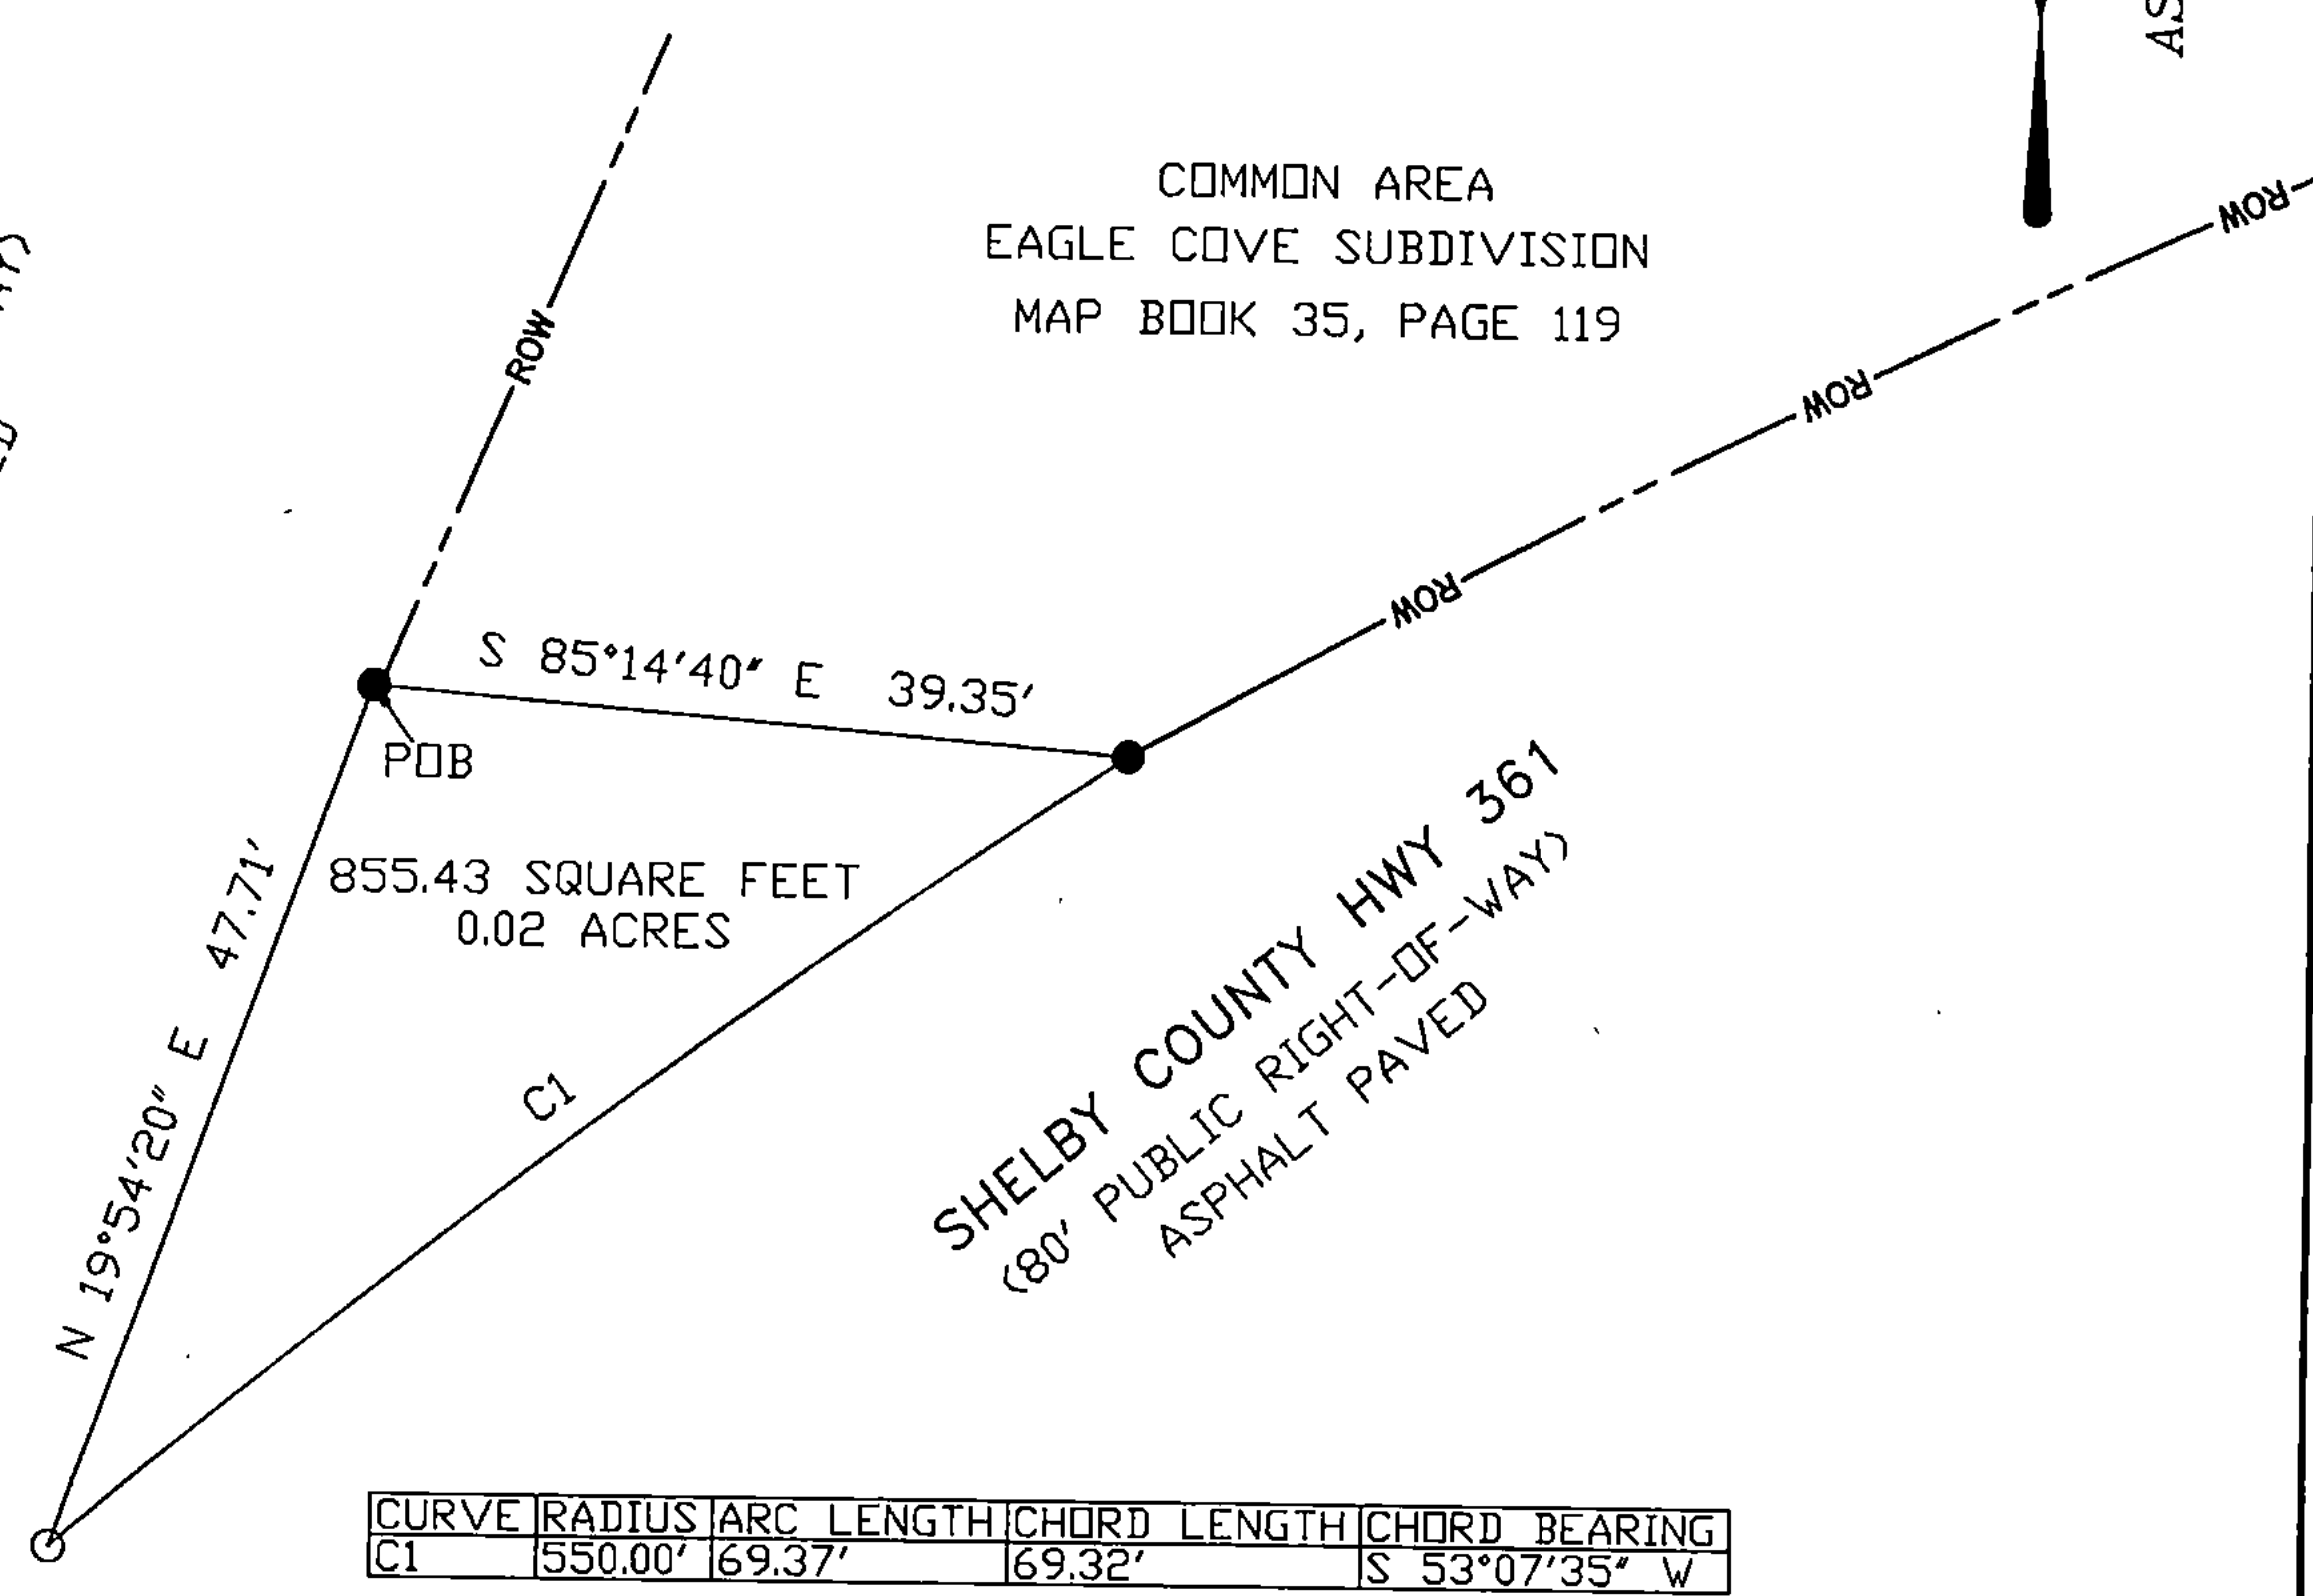 COMMON AREA
EAGLE COVE SUBDIVISION
MAP BOOK 35, PAGE 119
ROW
ROW
ROW
ROW
S 85°14'40" E 39.35'
POB
855.43 SQUARE FEET
0.02 ACRES
N 19°54'20" E 47.71'
C1
SHELBY COUNTY HWY 361
(80' PUBLIC RIGHT-OF-WAY)
ASPHALT PAVED
CURVE RADIUS ARC LENGTH CHORD LENGTH CHORD BEARING
C1 550.00' 69.37' 69.32' S 53°07'35" W